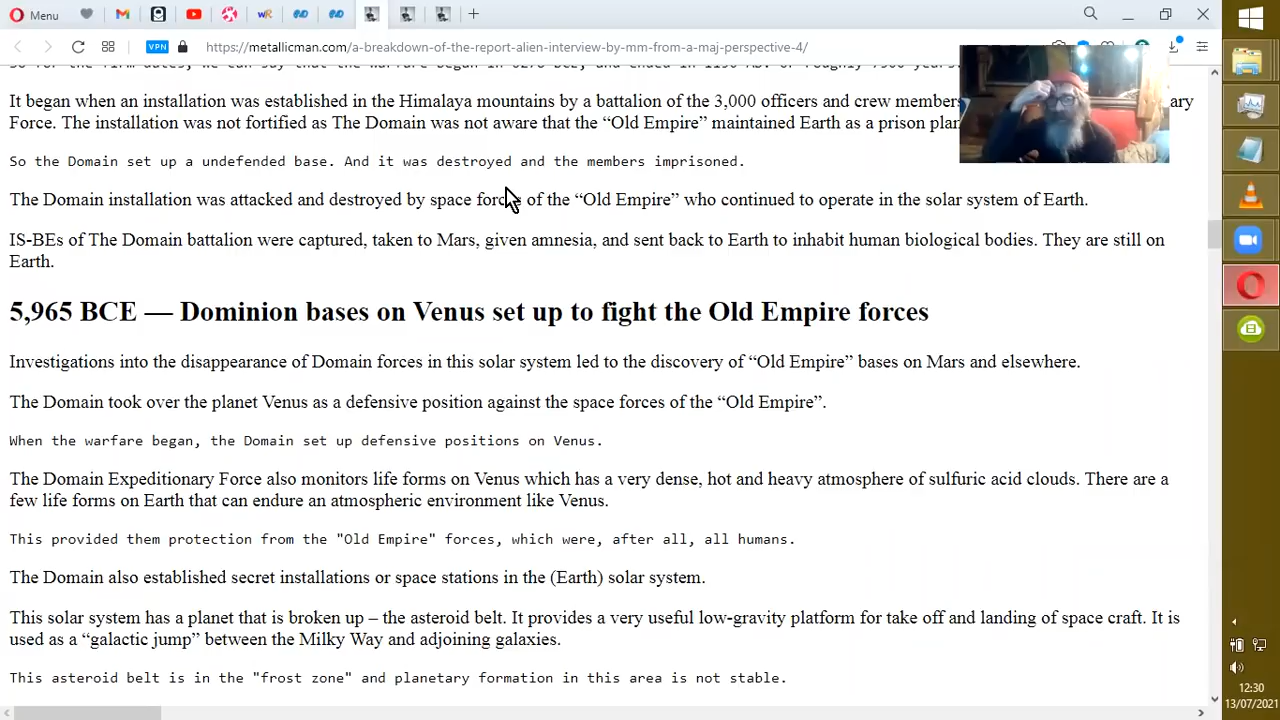 Menu
https://metallicman.com/a-breakdown-of-the-report-alien-interview-by-mm-from-a-maj-perspective-4/
VPN
It began when an installation was established in the Himalaya mountains by a battalion of the 3,000 officers and crew members ary
Force. The installation was not fortified as The Domain was not aware that the “Old Empire” maintained Earth as a prison
So the Domain set up a undefended base. And it was destroyed and the members imprisoned.
The Domain installation was attacked and destroyed by space forces of the “Old Empire” who continued to operate in the solar system of Earth.
IS-BEs of The Domain battalion were captured, taken to Mars, given amnesia, and sent back to Earth to inhabit human biological bodies. They are still on
Earth.
5,965 BCE — Dominion bases on Venus set up to fight the Old Empire forces
Investigations into the disappearance of Domain forces in this solar system led to the discovery of “Old Empire” bases on Mars and elsewhere.
The Domain took over the planet Venus as a defensive position against the space forces of the “Old Empire”.
When the warfare began, the Domain set up defensive positions on Venus.
The Domain Expeditionary Force also monitors life forms on Venus which has a very dense, hot and heavy atmosphere of sulfuric acid clouds. There are a
few life forms on Earth that can endure an atmospheric environment like Venus.
This provided them protection from the "Old Empire" forces, which were, after all, all humans.
The Domain also established secret installations or space stations in the (Earth) solar system.
This solar system has a planet that is broken up – the asteroid belt. It provides a very useful low-gravity platform for take off and landing of space craft. It is
used as a “galactic jump” between the Milky Way and adjoining galaxies.
This asteroid belt is in the "frost zone" and planetary formation in this area is not stable.
12:30
13/07/2021